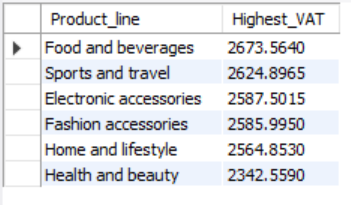 Product_line Highest_VAT
Food and beverages 2673.5640
Sports and travel 2624.8965
Electronic accessories 2587.5015
Fashion accessories 2585.9950
Home and lifestyle 2564.8530
Health and beauty 2342.5590